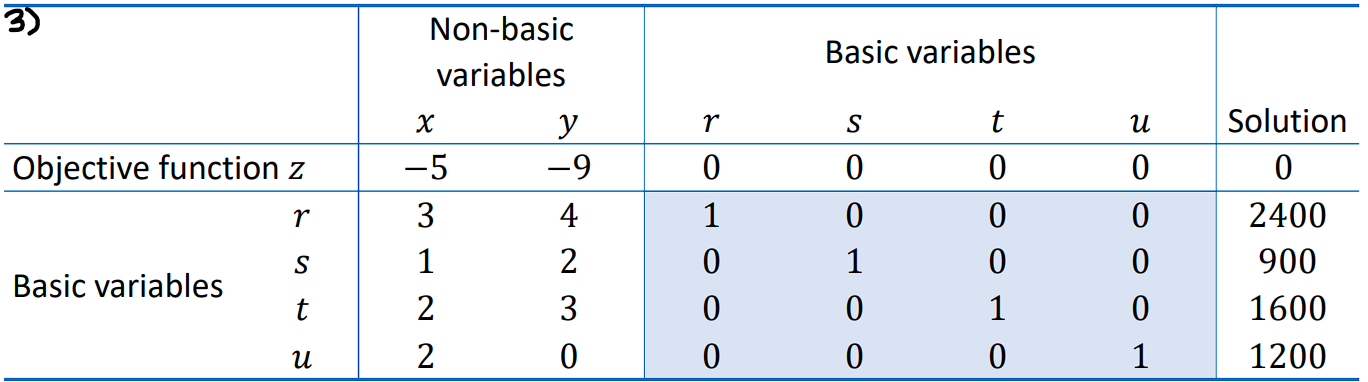 3)
Non-basic variables
Basic variables
x y r s t u Solution
Objective function z −5 −9 0 0 0 0 0
r 3 4 1 0 0 0 2400
s 1 2 0 1 0 0 900
Basic variables
t 2 3 0 0 1 0 1600
u 2 0 0 0 0 1 1200